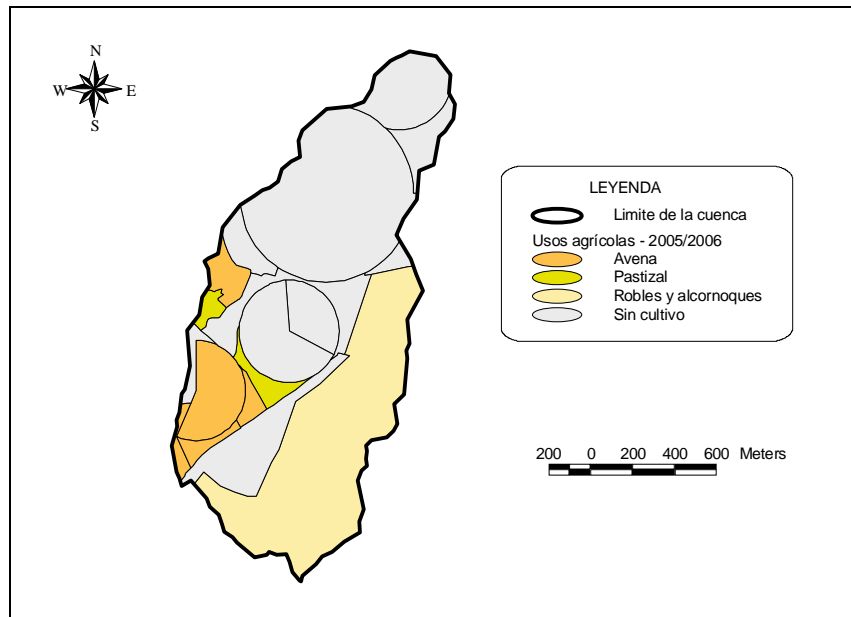 N
W E
S
LEYENDA
Limite de la cuenca
Usos agrícolas - 2005/2006
Avena
Pastizal
Robles y alcornoques
Sin cultivo
200 0 200 400 600 Meters